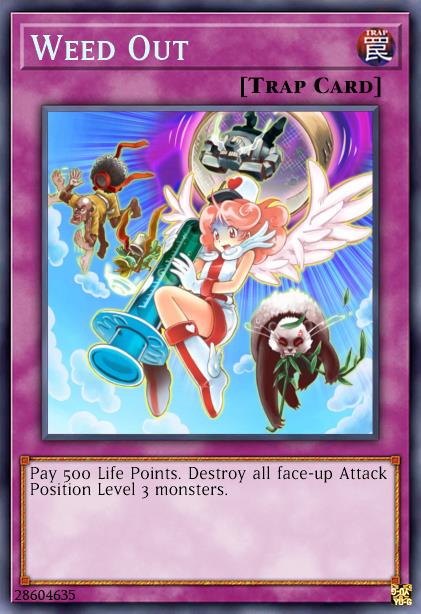 Weed Out
TRAP
罠
[Trap Card]
Pay 500 Life Points. Destroy all face-up Attack
Position Level 3 monsters.
28604635